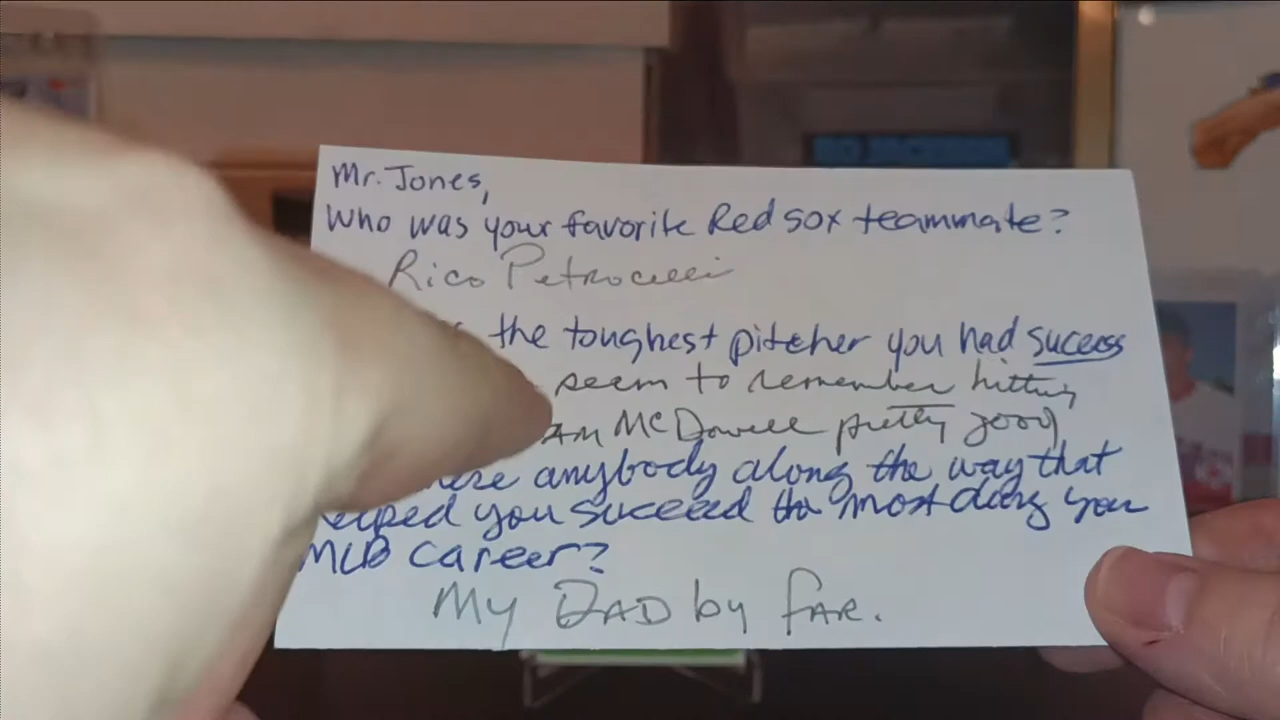 Mr. Jones,
Who was your favorite Red Sox teammate?
Rico Petrocelli
the toughest pitcher you had success
seem to remember hitting
McDowell pretty good
anybody along the way that
helped you succeed the most during your
MLB career?
My DAD by FAR.